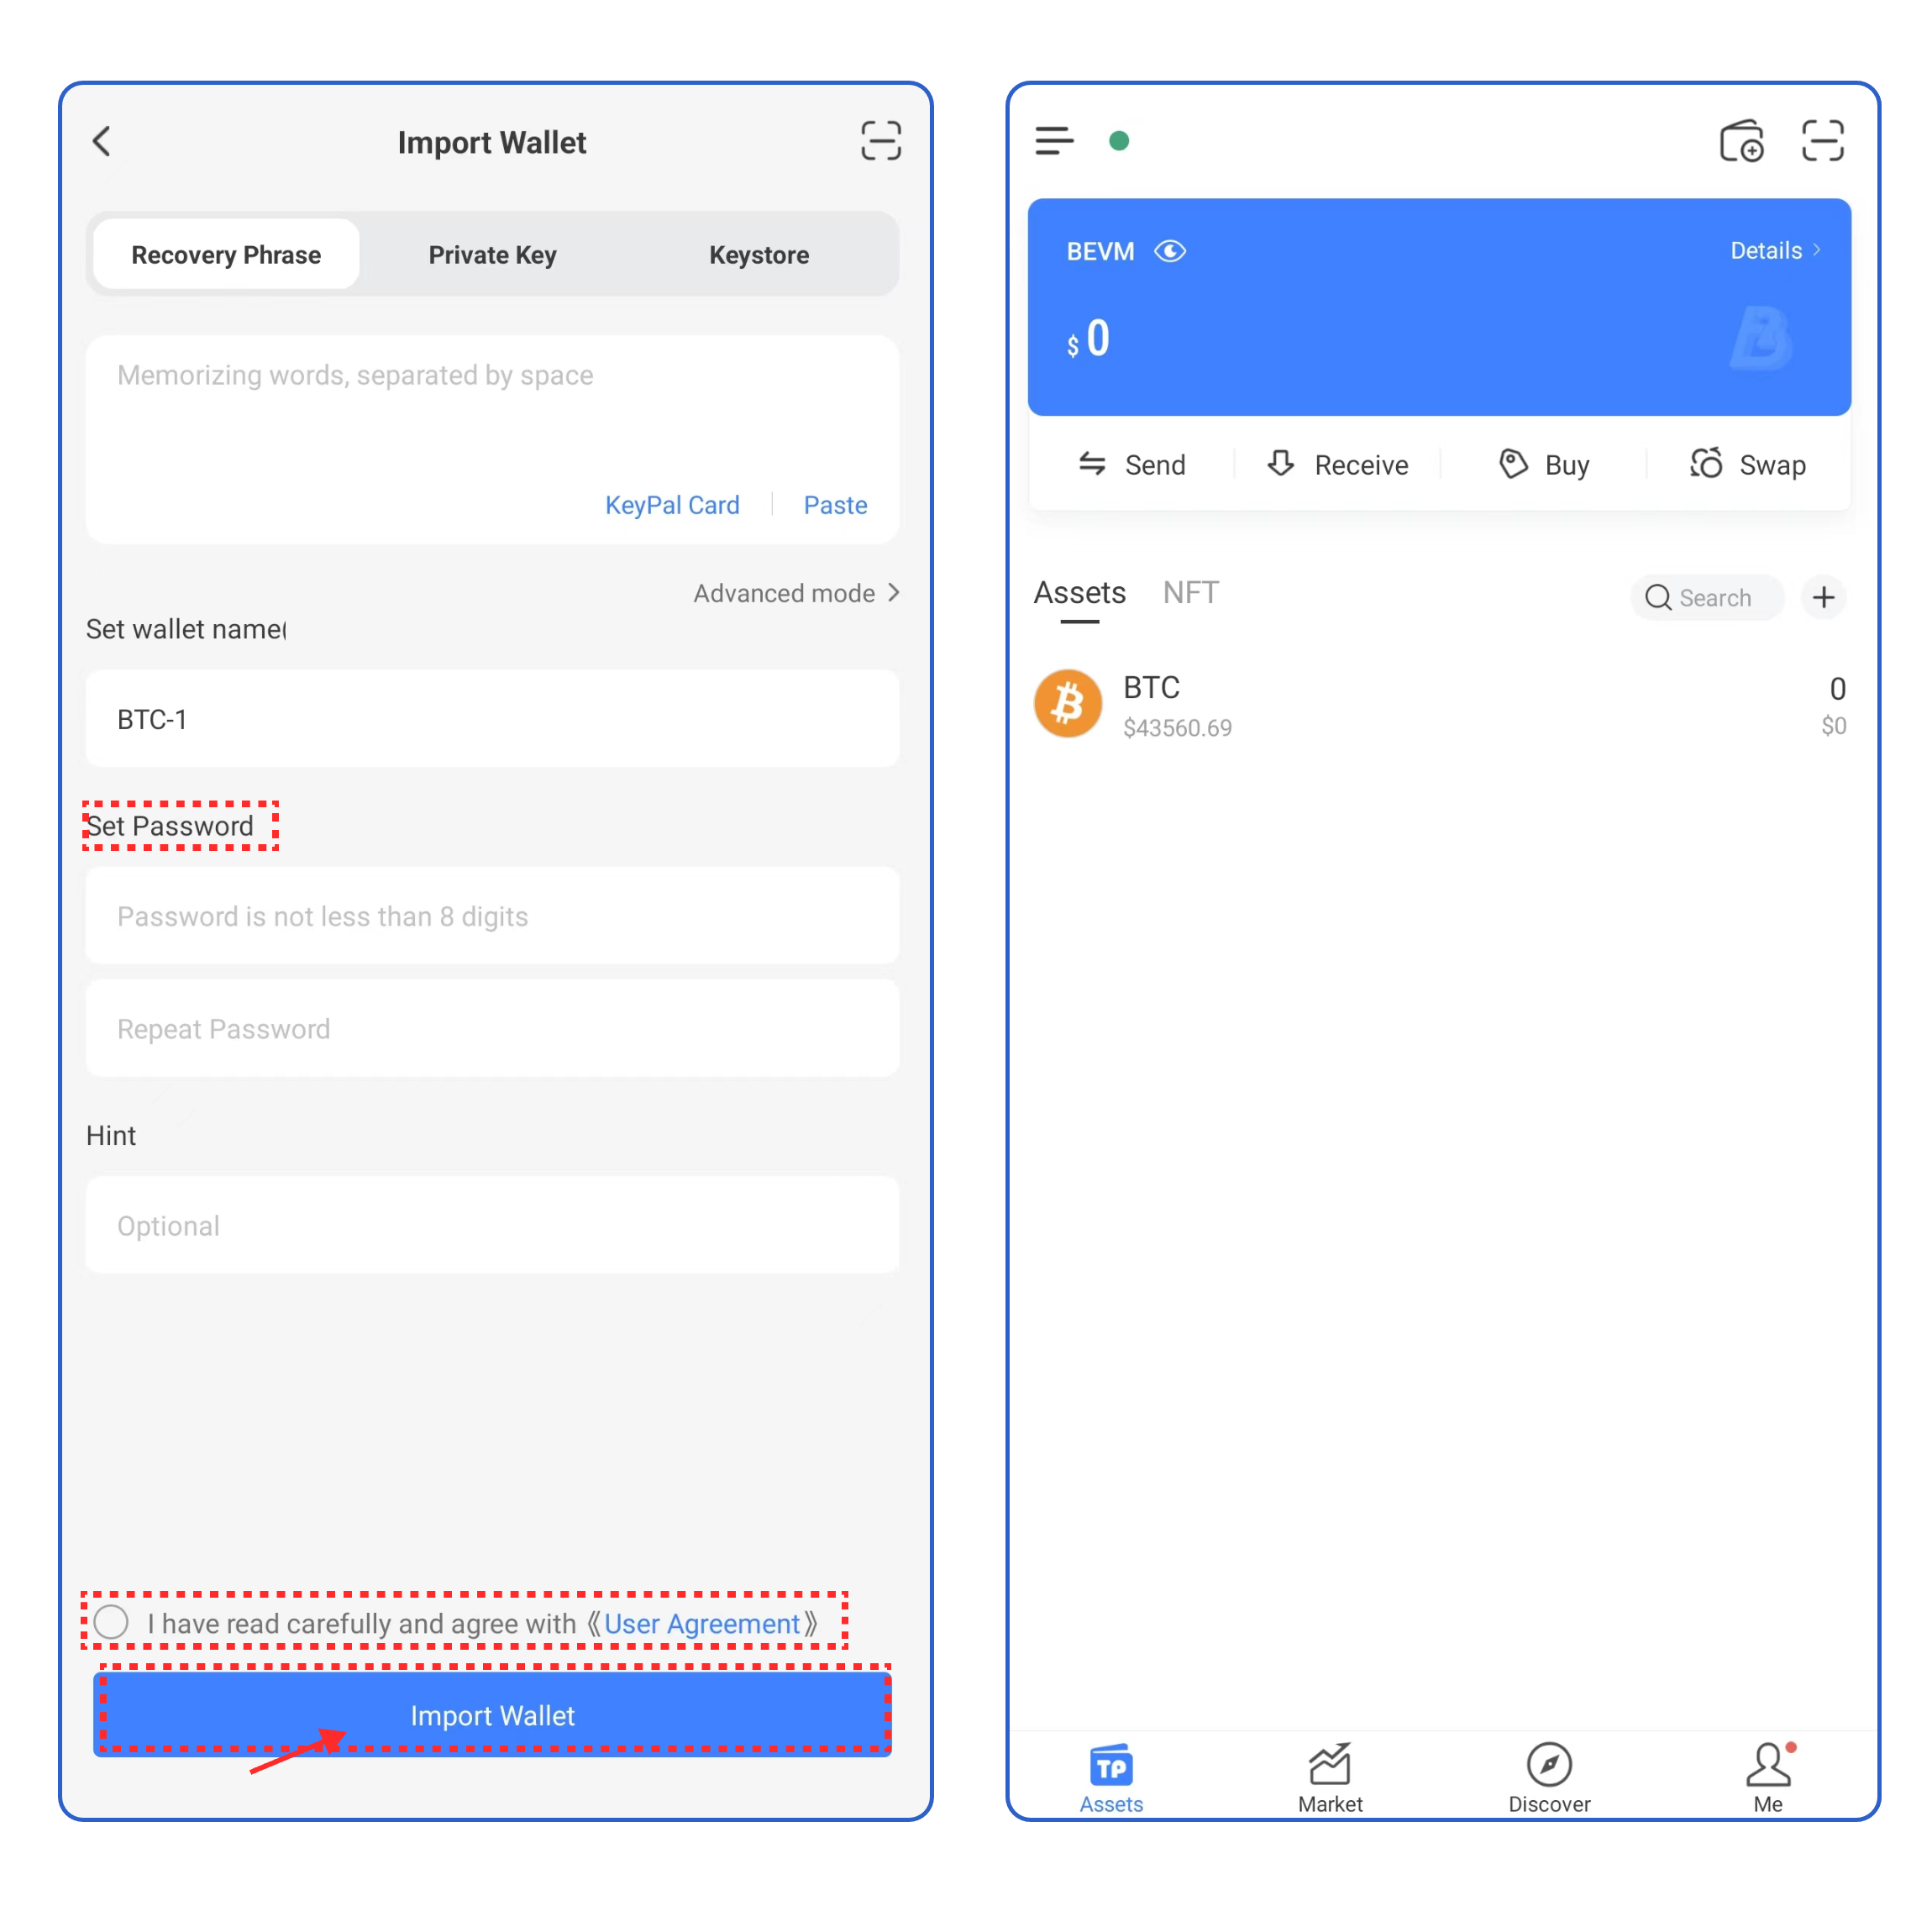 Import Wallet
Recovery Phrase
Private Key
Keystore
Memorizing words, separated by space
KeyPal Card
Paste
Advanced mode
Set wallet name(
BTC-1
Set Password
Password is not less than 8 digits
Repeat Password
Hint
Optional
I have read carefully and agree with《User Agreement》
Import Wallet
BEVM
Details
$ 0
Send
Receive
Buy
Swap
Assets
NFT
Search
BTC
0
$43560.69
$0
TP
Assets
Market
Discover
Me